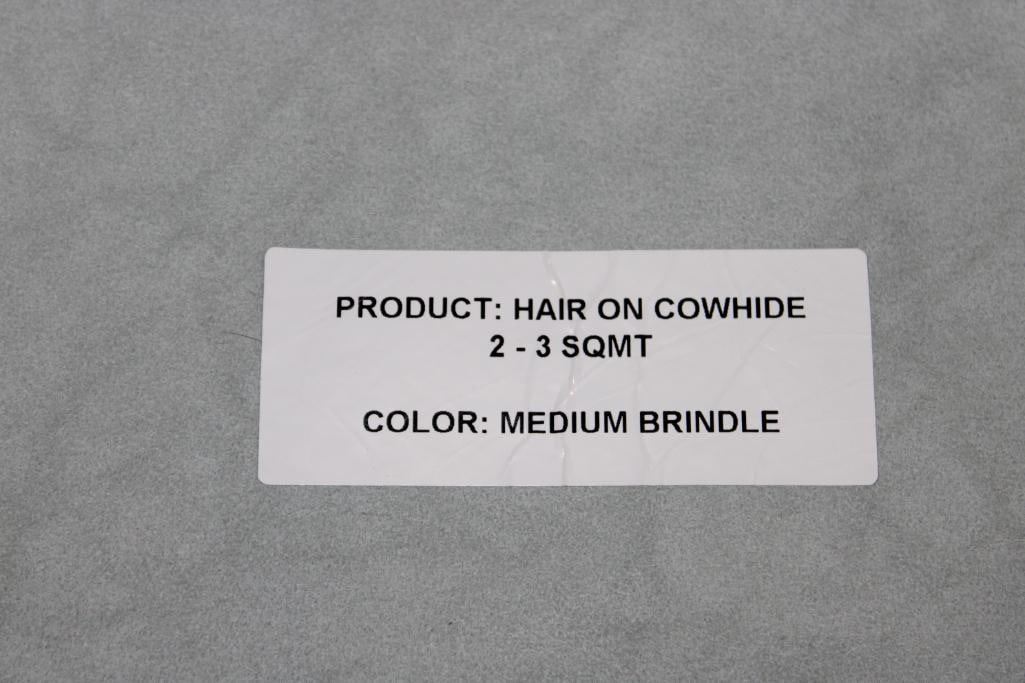 PRODUCT: HAIR ON COWHIDE
2 - 3 SQMT
COLOR: MEDIUM BRINDLE